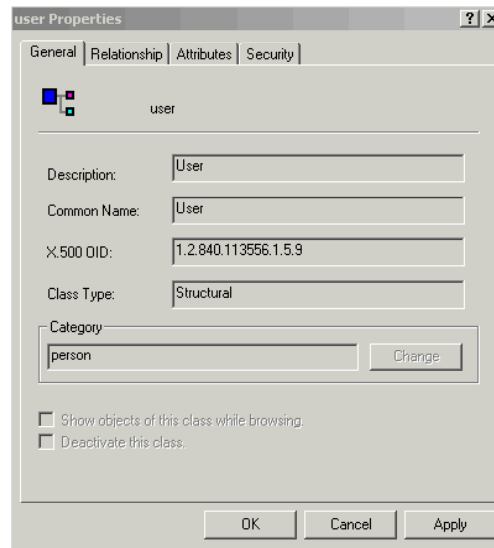 user Properties
General Relationship Attributes Security
user
Description: User
Common Name: User
X.500 OID: 1.2.840.113556.1.5.9
Class Type: Structural
Category
person Change
Show objects of this class while browsing.
Deactivate this class.
OK Cancel Apply